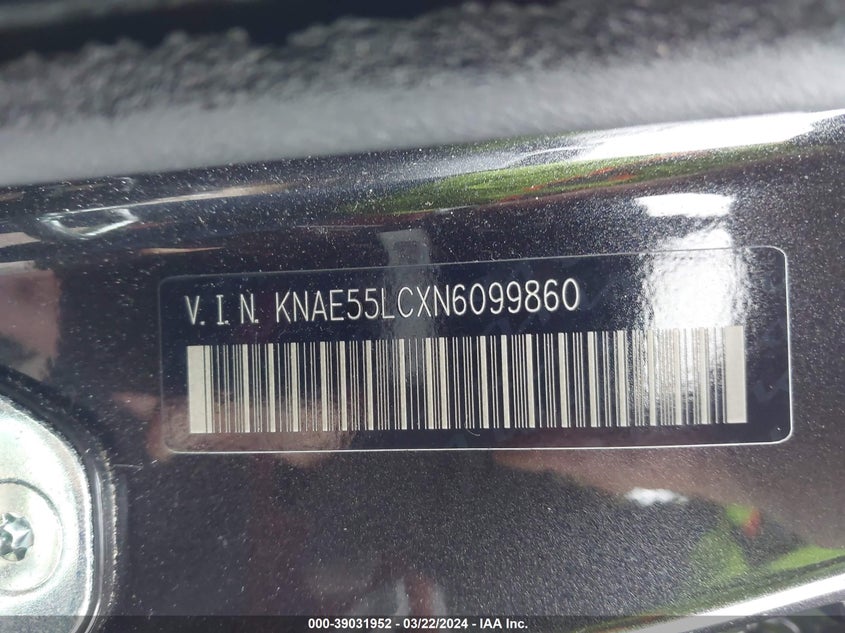 V.I.N. KNAE55LCXN6099860
000-39031952 - 03/22/2024 - IAA Inc.